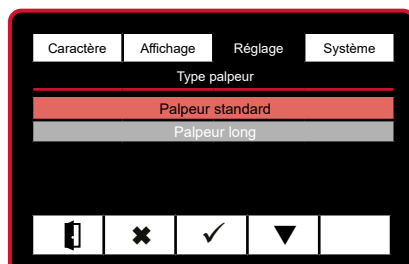 Caractère Affichage Réglage Système
Type palpeur
Palpeur standard
Palpeur long